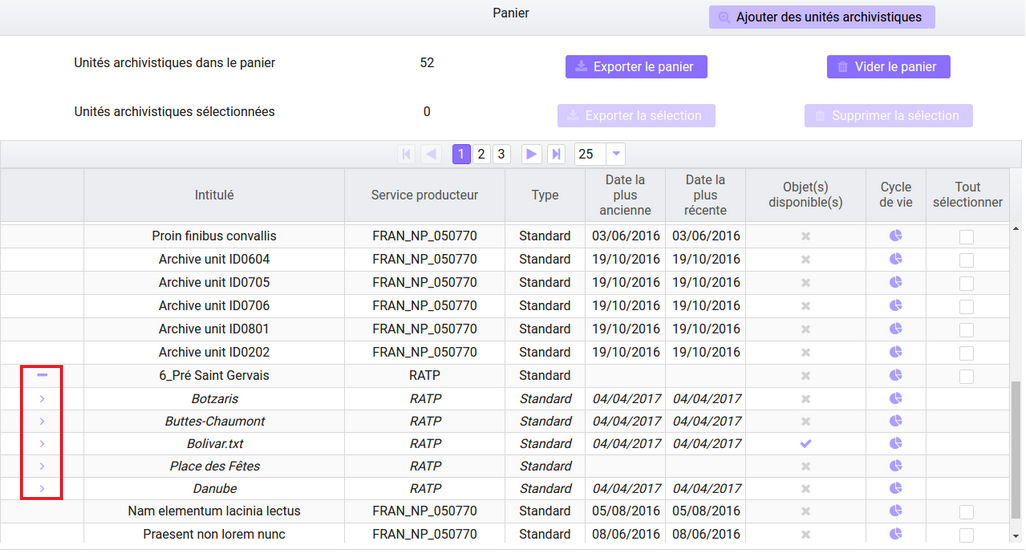 Panier
Ajouter des unités archivistiques
Unités archivistiques dans le panier 52 Exporter le panier Vider le panier
Unités archivistiques sélectionnées 0 Exporter la sélection Supprimer la sélection
1 2 3 25
Intitulé Service producteur Type Date la plus ancienne Date la plus récente Objet(s) disponible(s) Cycle de vie Tout sélectionner
Proin finibus convallis FRAN_NP_050770 Standard 03/06/2016 03/06/2016
Archive unit ID0604 FRAN_NP_050770 Standard 19/10/2016 19/10/2016
Archive unit ID0705 FRAN_NP_050770 Standard 19/10/2016 19/10/2016
Archive unit ID0706 FRAN_NP_050770 Standard 19/10/2016 19/10/2016
Archive unit ID0801 FRAN_NP_050770 Standard 19/10/2016 19/10/2016
Archive unit ID0202 FRAN_NP_050770 Standard 19/10/2016 19/10/2016
6_Pré Saint Gervais RATP Standard
Botzaris RATP Standard 04/04/2017 04/04/2017
Buttes-Chaumont RATP Standard 04/04/2017 04/04/2017
Bolivar.txt RATP Standard 04/04/2017 04/04/2017
Place des Fêtes RATP Standard
Danube RATP Standard 04/04/2017 04/04/2017
Nam elementum lacinia lectus FRAN_NP_050770 Standard 05/08/2016 05/08/2016
Praesent non lorem nunc FRAN_NP_050770 Standard 08/06/2016 08/06/2016